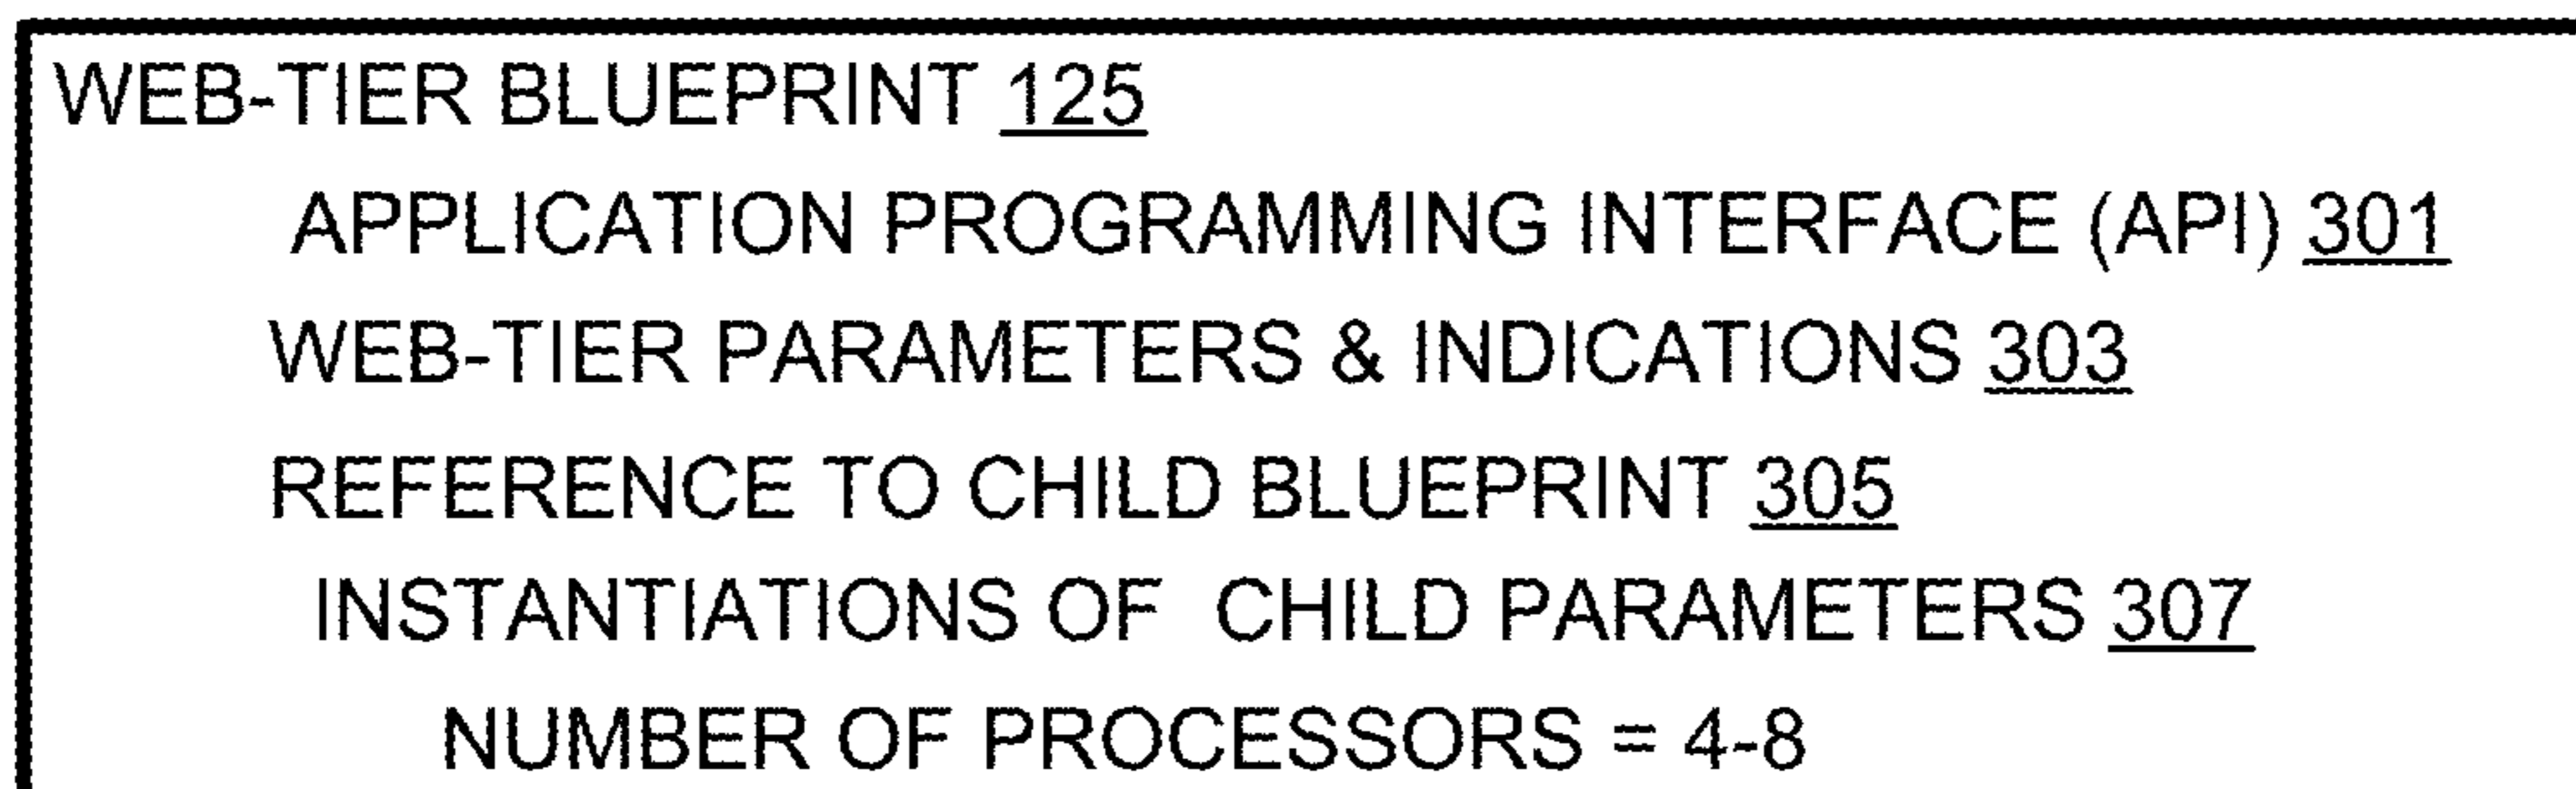 WEB-TIER BLUEPRINT 125
APPLICATION PROGRAMMING INTERFACE (API) 301
WEB-TIER PARAMETERS & INDICATIONS 303
REFERENCE TO CHILD BLUEPRINT 305
INSTANTIATIONS OF CHILD PARAMETERS 307
NUMBER OF PROCESSORS = 4-8